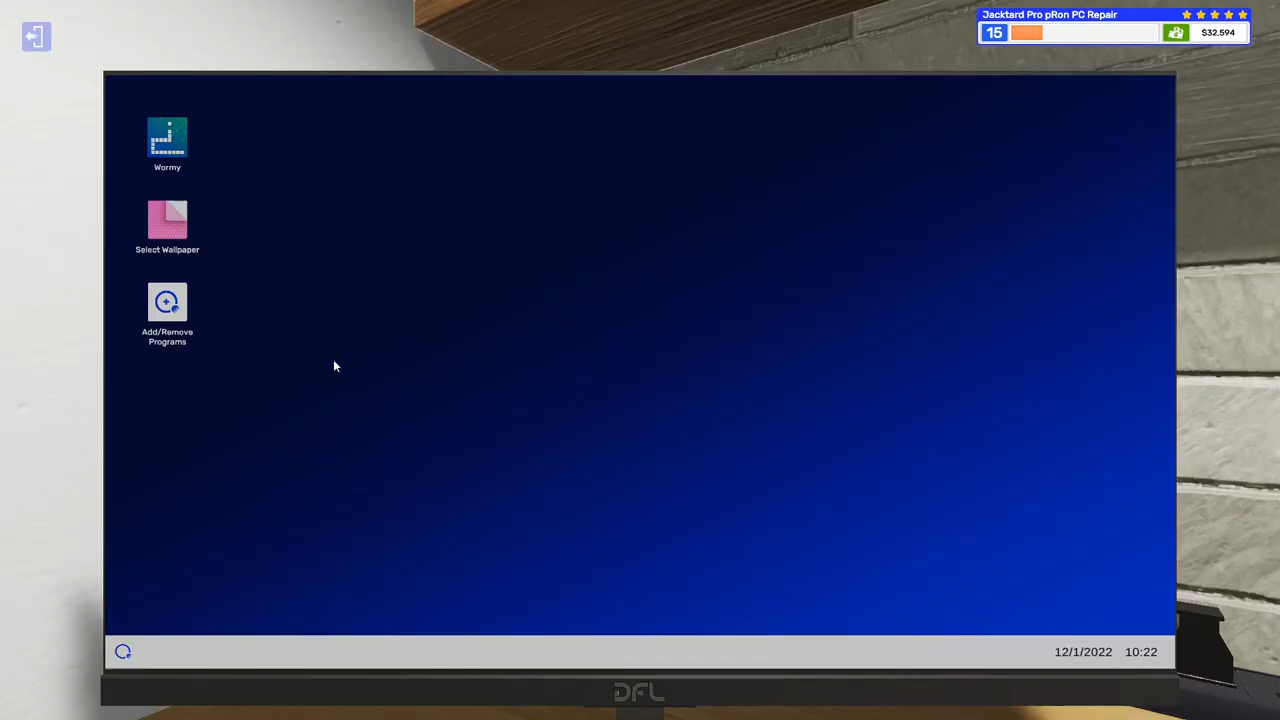 Jacktard Pro pRon PC Repair
15
$32.594
Wormy
Select Wallpaper
Add/Remove
Programs
12/1/2022 10:22
DFL